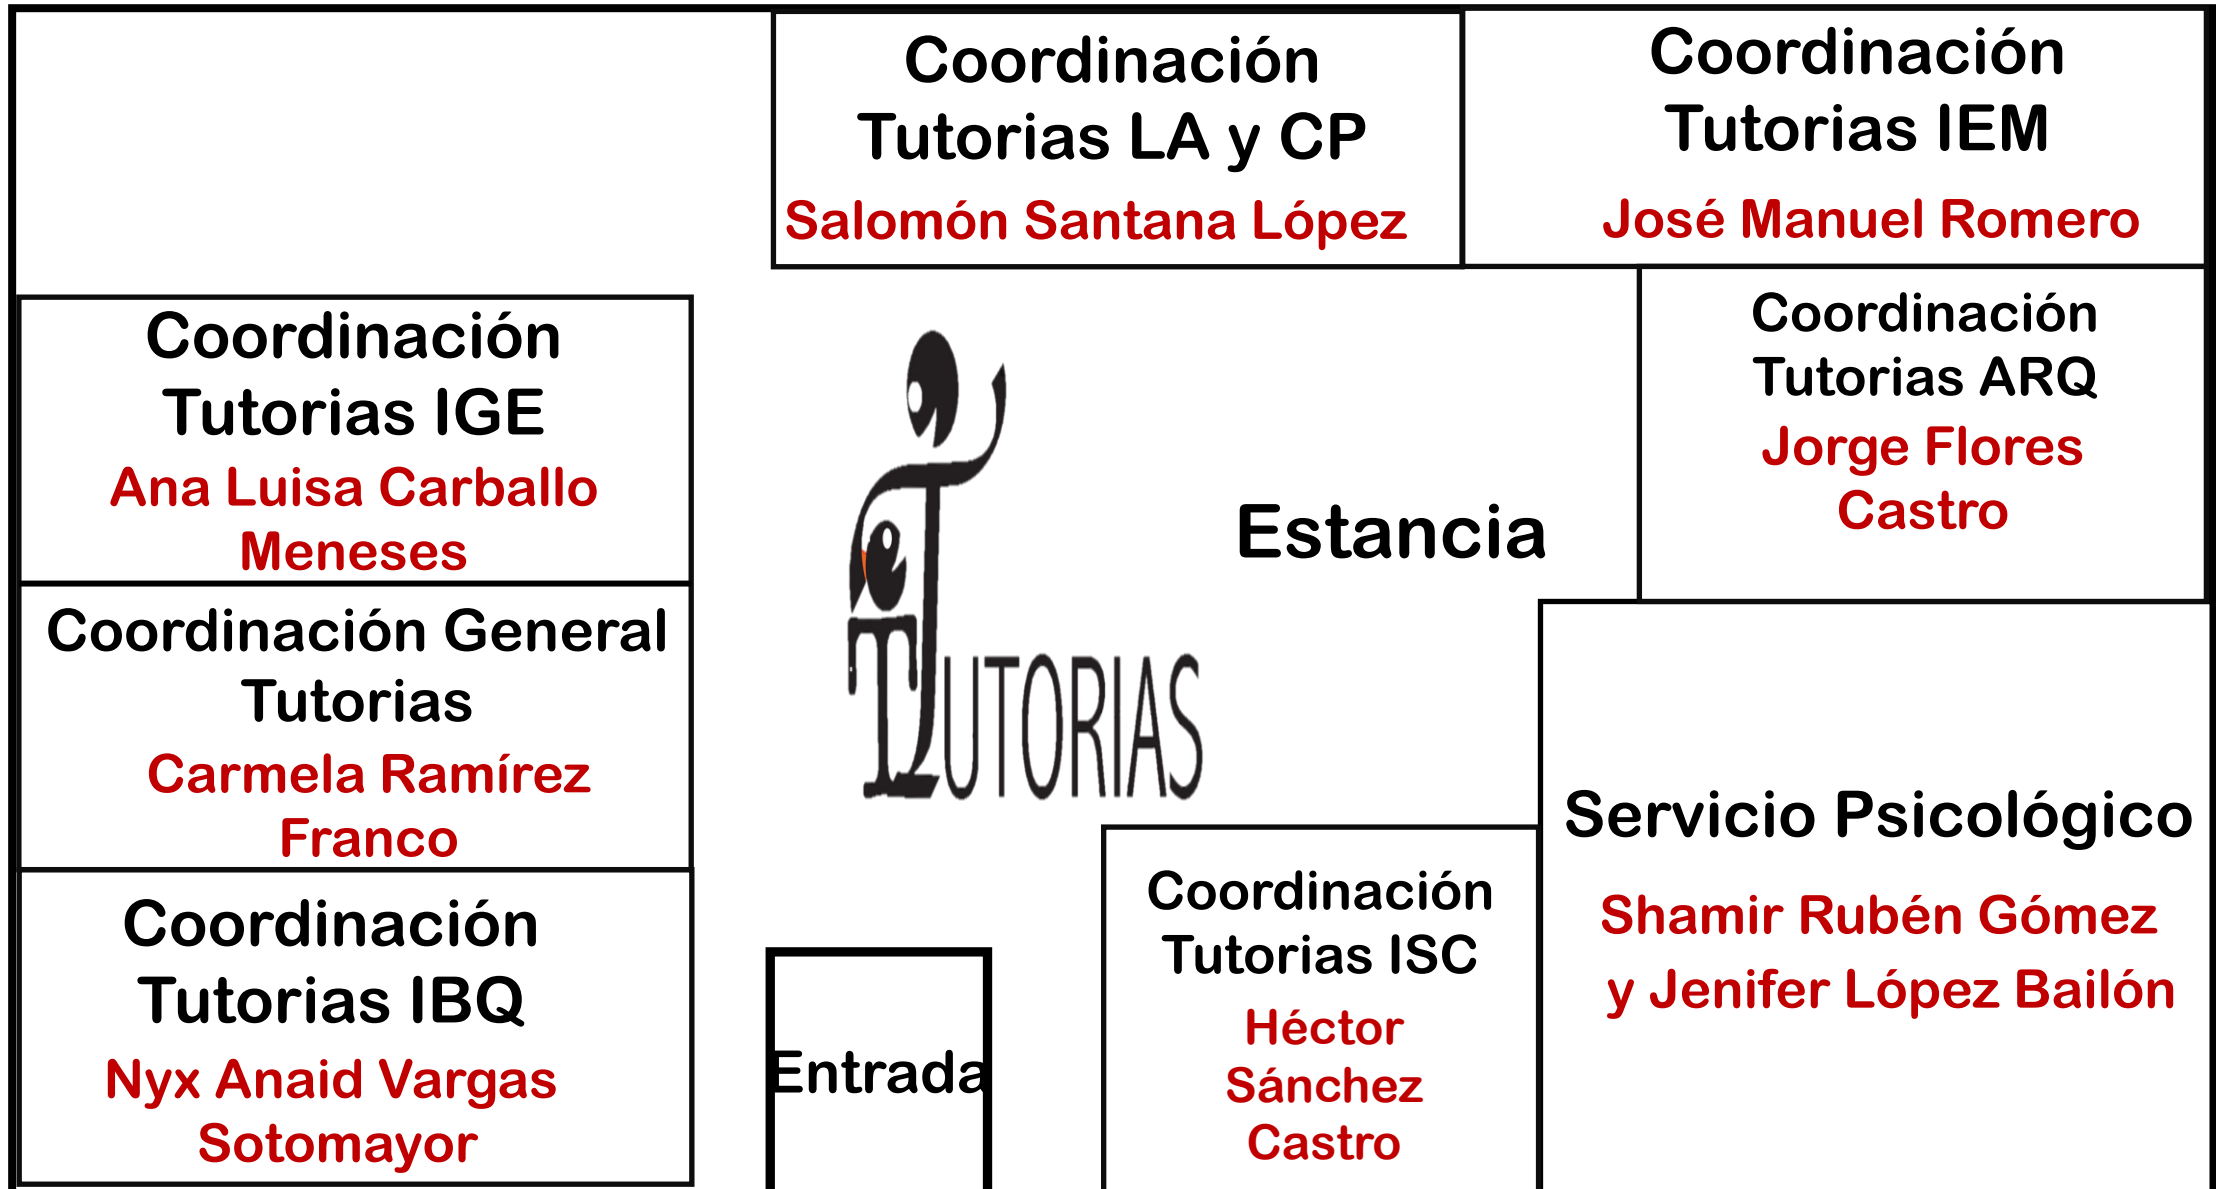 Coordinación
Tutorias LA y CP
Salomón Santana López
Coordinación
Tutorias IEM
José Manuel Romero
Coordinación
Tutorias IGE
Ana Luisa Carballo
Meneses
Coordinación General
Tutorias
Carmela Ramírez
Franco
Coordinación
Tutorias IBQ
Nyx Anaid Vargas
Sotomayor
TUTORIAS
Estancia
Entrada
Coordinación
Tutorias ARQ
Jorge Flores
Castro
Coordinación
Tutorias ISC
Héctor
Sánchez
Castro
Servicio Psicológico
Shamir Rubén Gómez
y Jenifer López Bailón